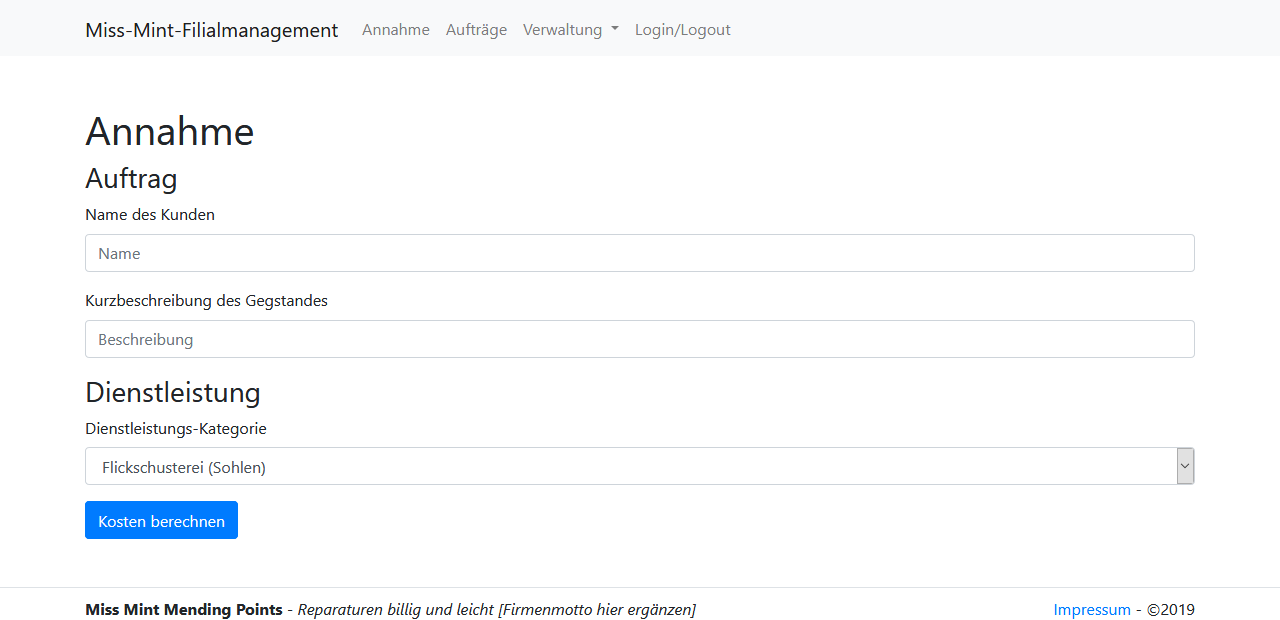 Miss-Mint-Filialmanagement Annahme Aufträge Verwaltung Login/Logout
Annahme
Auftrag
Name des Kunden
Name
Kurzbeschreibung des Gegstandes
Beschreibung
Dienstleistung
Dienstleistungs-Kategorie
Flickschusterei (Sohlen)
Kosten berechnen
Miss Mint Mending Points - Reparaturen billig und leicht [Firmenmotto hier ergänzen] Impressum - ©2019